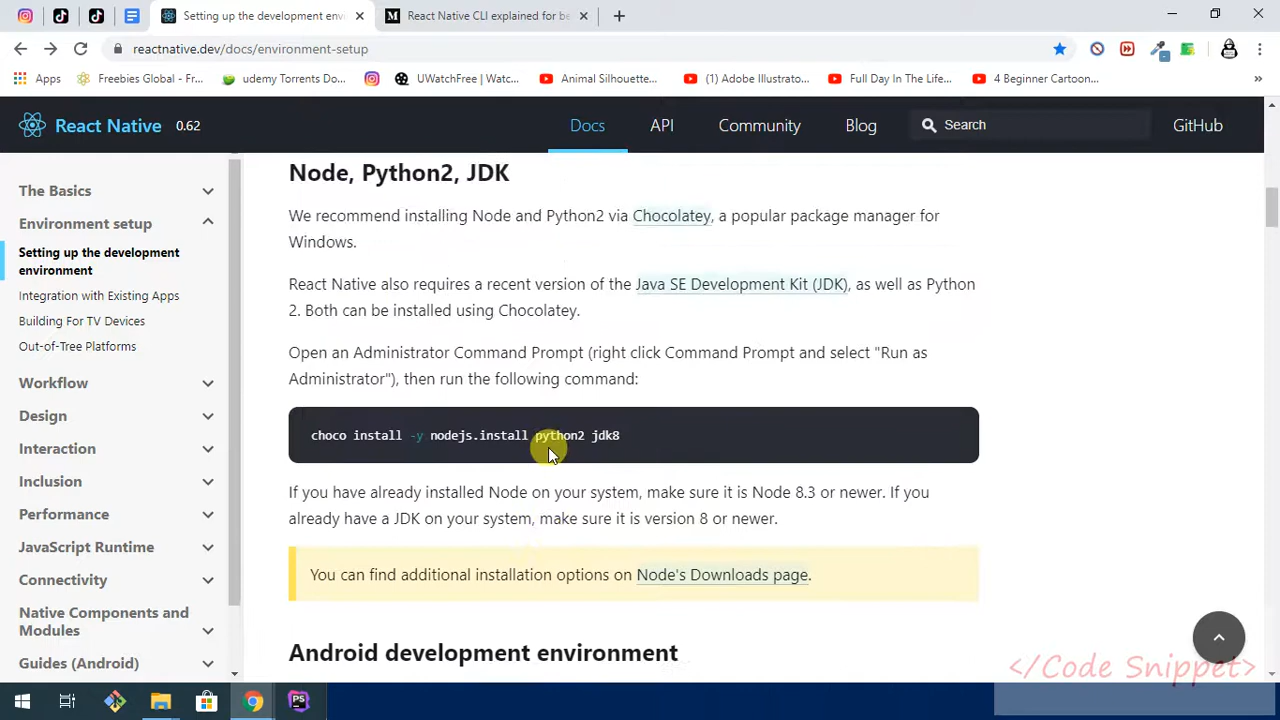 Setting up the development envi
React Native CLI explained for be
reactnative.dev/docs/environment-setup
Apps
Freebies Global - Fr...
udemy Torrents Do...
UWatchFree | Watc...
Animal Silhouette...
(1) Adobe Illustrato...
Full Day In The Life...
4 Beginner Cartoon...
»
React Native 0.62
Docs
API
Community
Blog
Search
GitHub
The Basics
Environment setup
Setting up the development
environment
Integration with Existing Apps
Building For TV Devices
Out-of-Tree Platforms
Workflow
Design
Interaction
Inclusion
Performance
JavaScript Runtime
Connectivity
Native Components and
Modules
Guides (Android)
Node, Python2, JDK
We recommend installing Node and Python2 via Chocolatey, a popular package manager for
Windows.
React Native also requires a recent version of the Java SE Development Kit (JDK), as well as Python
2. Both can be installed using Chocolatey.
Open an Administrator Command Prompt (right click Command Prompt and select "Run as
Administrator"), then run the following command:
choco install -y nodejs.install python2 jdk8
If you have already installed Node on your system, make sure it is Node 8.3 or newer. If you
already have a JDK on your system, make sure it is version 8 or newer.
You can find additional installation options on Node's Downloads page.
Android development environment
</Code Snippet>
PS